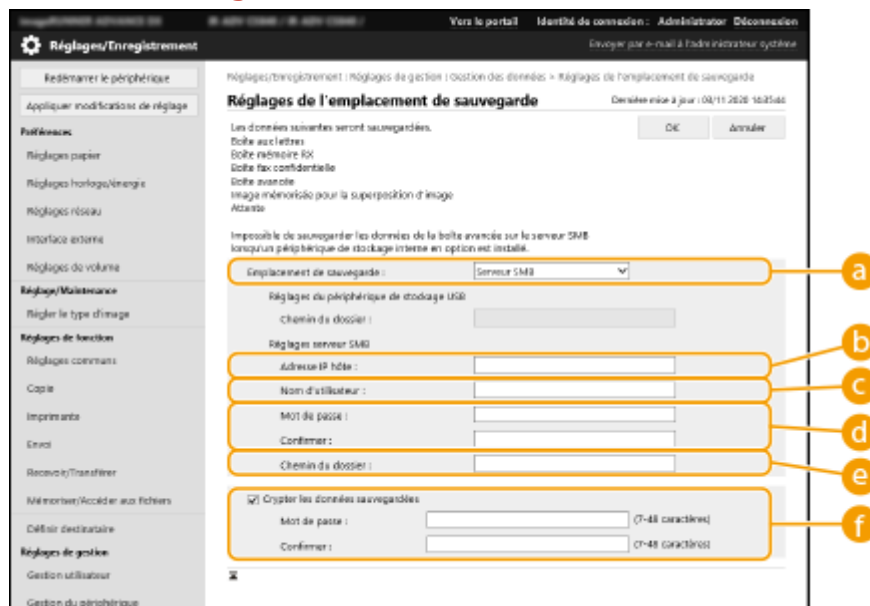 Vers le portail Identité de connexion : Administrator Déconnexion
Réglages/Enregistrement
Envoyer par e-mail à l'administrateur système
Redémarrer le périphérique
Appliquer modifications de réglage
Préférences
Réglages papier
Réglages horloge/énergie
Réglages réseau
Interface externe
Réglages de volume
Réglage/Maintenance
Régler le type d'image
Réglages de fonction
Réglages communs
Copie
Imprimante
Envoi
Recevoir/Transférer
Mémoriser/Accéder aux fichiers
Définir destinataire
Réglages de gestion
Gestion utilisateur
Gestion du périphérique
Réglages/Enregistrement : Réglages de gestion : Gestion des données > Réglages de l'emplacement de sauvegarde
Réglages de l'emplacement de sauvegarde
Dernière mise à jour : 09/11 2020
OK
Annuler
Les données suivantes seront sauvegardées.
Boîte aux lettres
Boîte mémoire RX
Boîte fax confidentielle
Boîte avancée
Image mémorisée pour la superposition d'image
Attente
Impossible de sauvegarder les données de la boîte avancée sur le serveur SMB
lorsqu'un périphérique de stockage interne en option est installé.
Emplacement de sauvegarde : Serveur SMB
a
Réglages du périphérique de stockage USB
Chemin du dossier :
Réglages serveur SMB
Adresse IP hôte :
b
Nom d'utilisateur :
c
Mot de passe :
Confirmer :
d
Chemin du dossier :
e
Crypter les données sauvegardées
Mot de passe : (7-48 caractères)
Confirmer : (7-48 caractères)
f